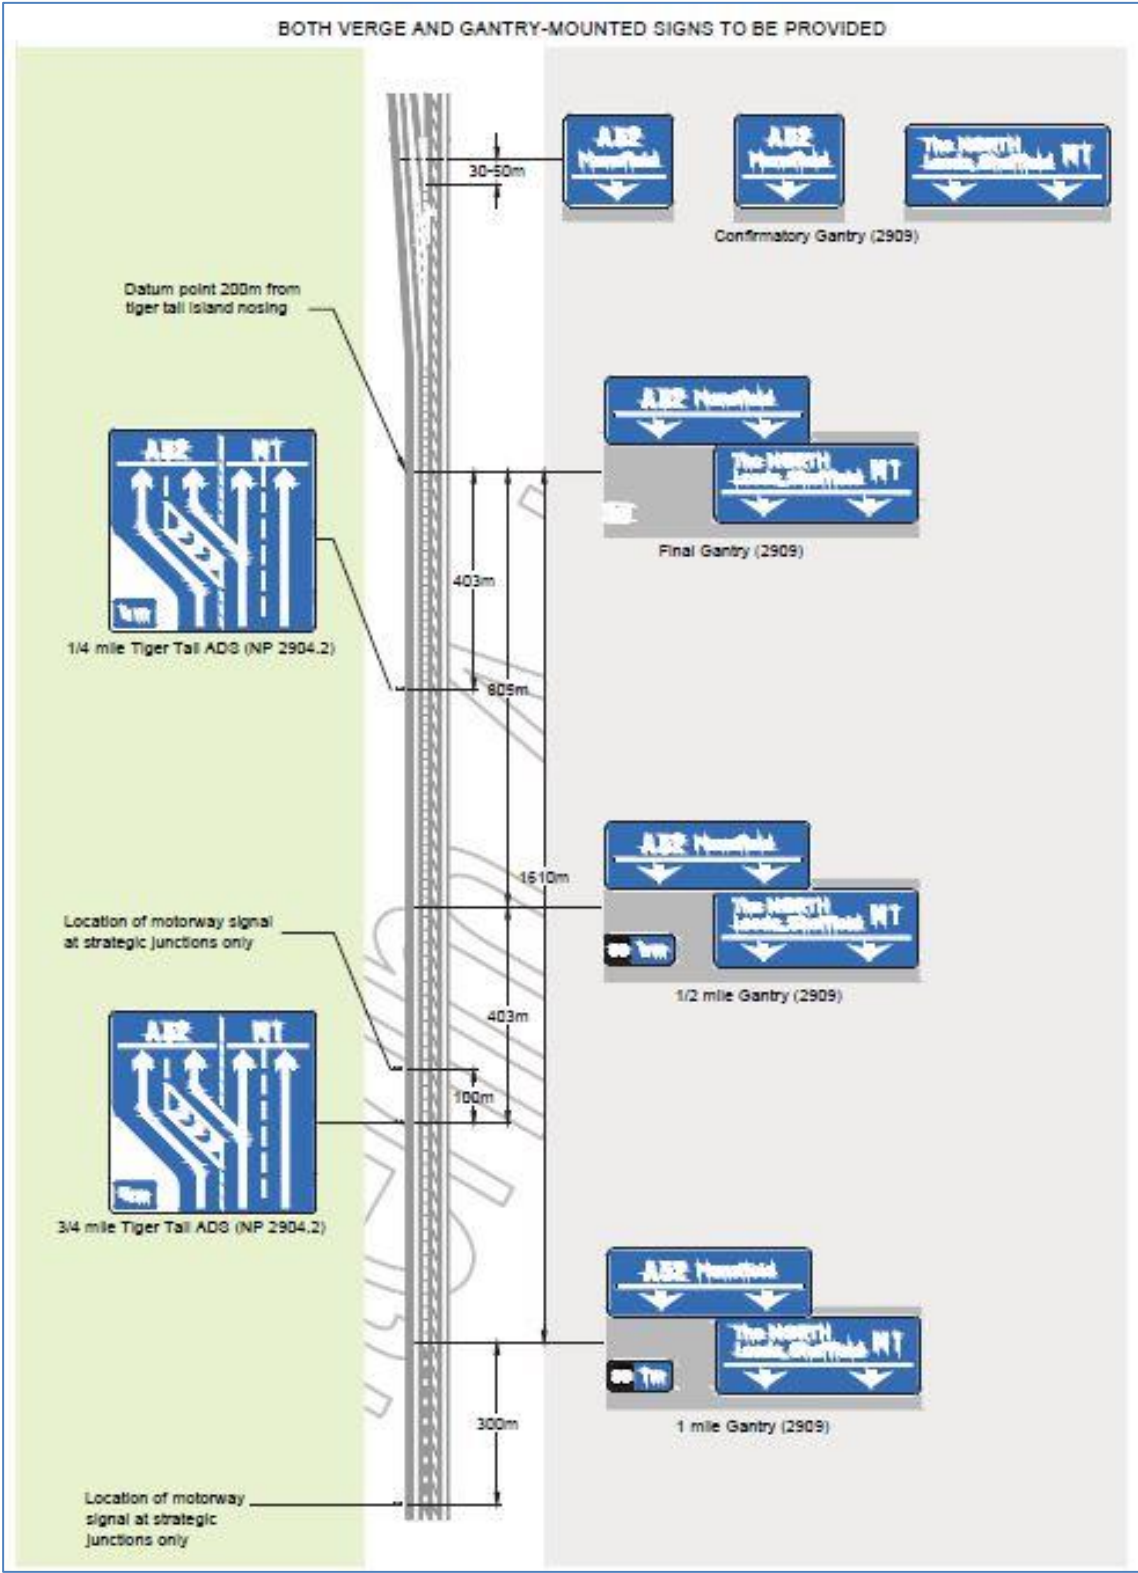 BOTH VERGE AND GANTRY-MOUNTED SIGNS TO BE PROVIDED
30-50m
A52
A52
The NORTH
M1
Confirmatory Gantry (2909)
Datum point 200m from
tiger tail island nosing
A52
The NORTH
M1
Final Gantry (2909)
A52 M1
1/4 mile Tiger Tail ADS (NP 2904.2)
403m
805m
1610m
A52
The NORTH
M1
1/2 mile Gantry (2909)
Location of motorway signal
at strategic junctions only
403m
100m
A52 M1
3/4 mile Tiger Tail ADS (NP 2904.2)
A52
The NORTH
M1
1m
1 mile Gantry (2909)
300m
Location of motorway
signal at strategic
junctions only